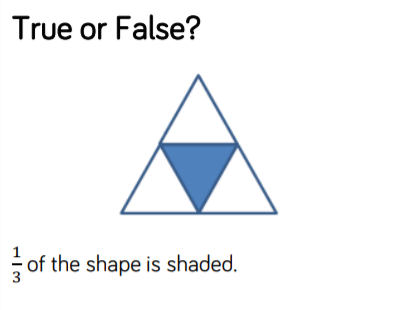 True or False?
1/3 of the shape is shaded.